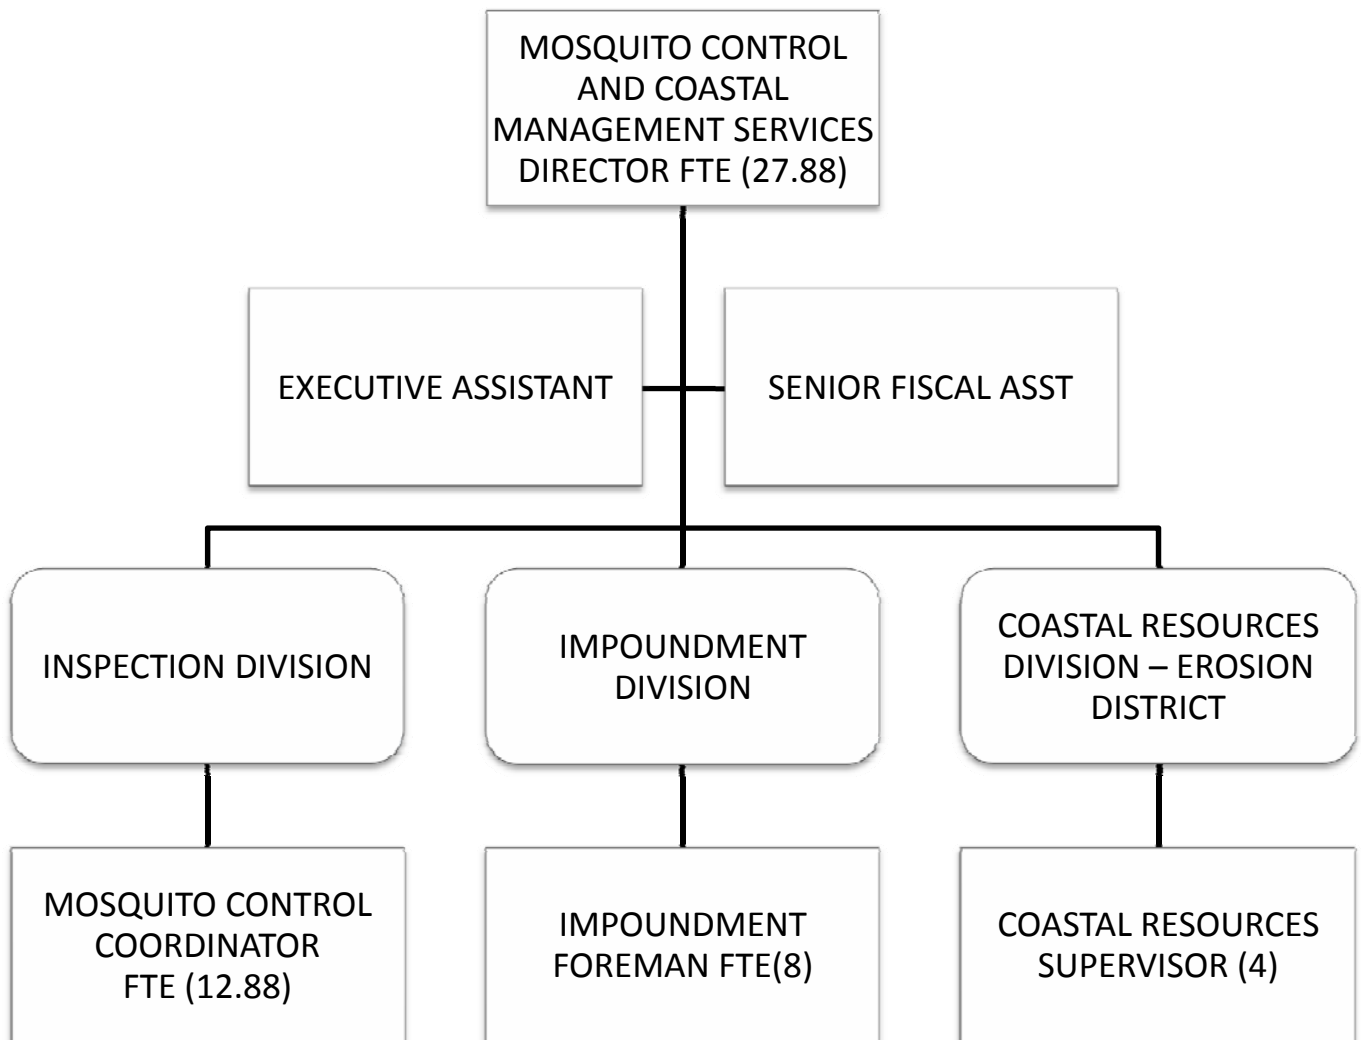 MOSQUITO CONTROL
AND COASTAL
MANAGEMENT SERVICES
DIRECTOR FTE (27.88)
EXECUTIVE ASSISTANT
SENIOR FISCAL ASST
INSPECTION DIVISION
IMPOUNDMENT
DIVISION
COASTAL RESOURCES
DIVISION – EROSION
DISTRICT
MOSQUITO CONTROL
COORDINATOR
FTE (12.88)
IMPOUNDMENT
FOREMAN FTE(8)
COASTAL RESOURCES
SUPERVISOR (4)